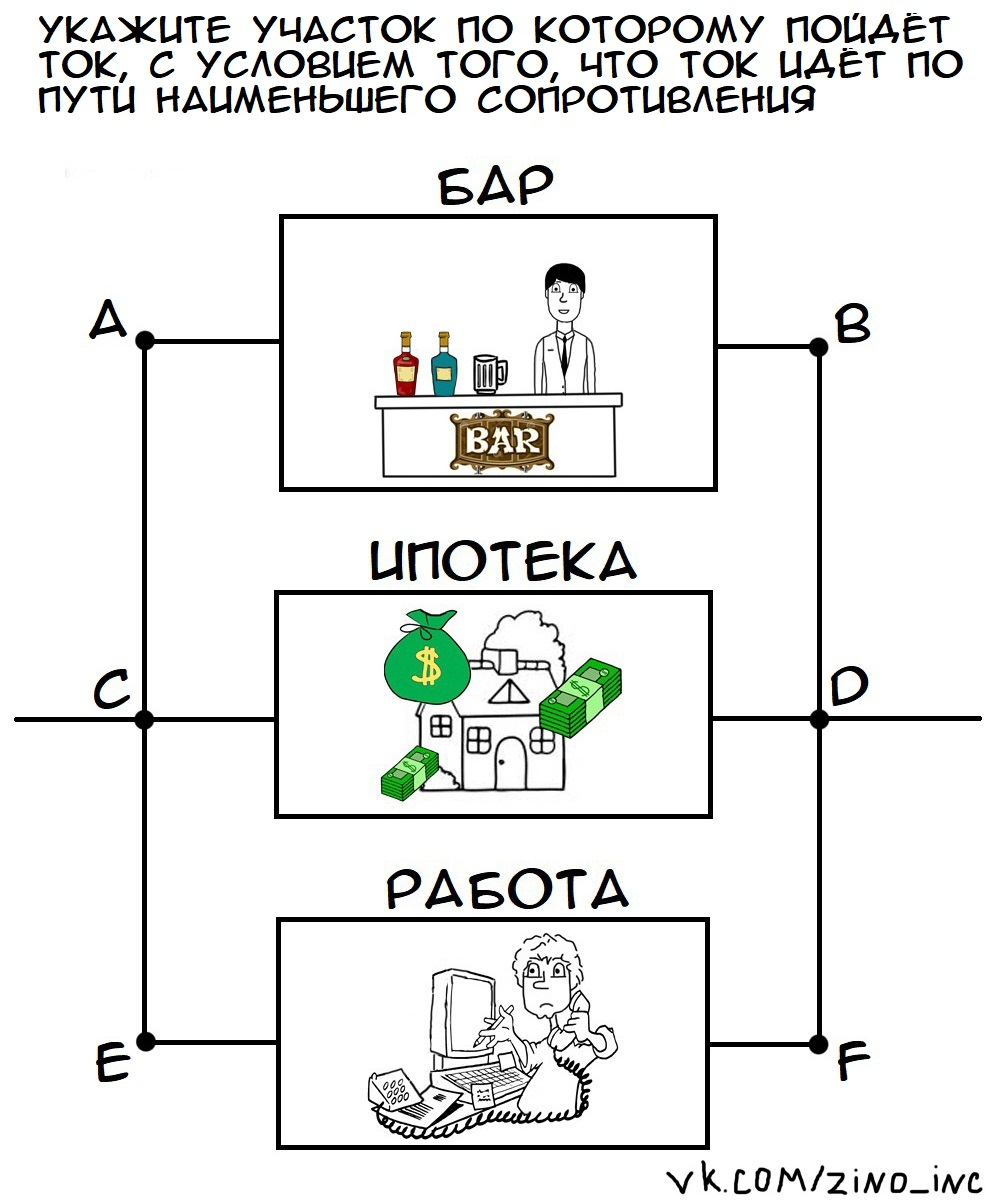 УКАЖИТЕ УЧАСТОК ПО КОТОРОМУ ПОЙДЁТ
ТОК, С УСЛОВИЕМ ТОГО, ЧТО ТОК ИДЁТ ПО
ПУТИ НАИМЕНЬШЕГО СОПРОТИВЛЕНИЯ
БАР
A
B
BAR
ИПОТЕКА
$
$
$
C
D
РАБОТА
E
F
vk.com/zino_inc